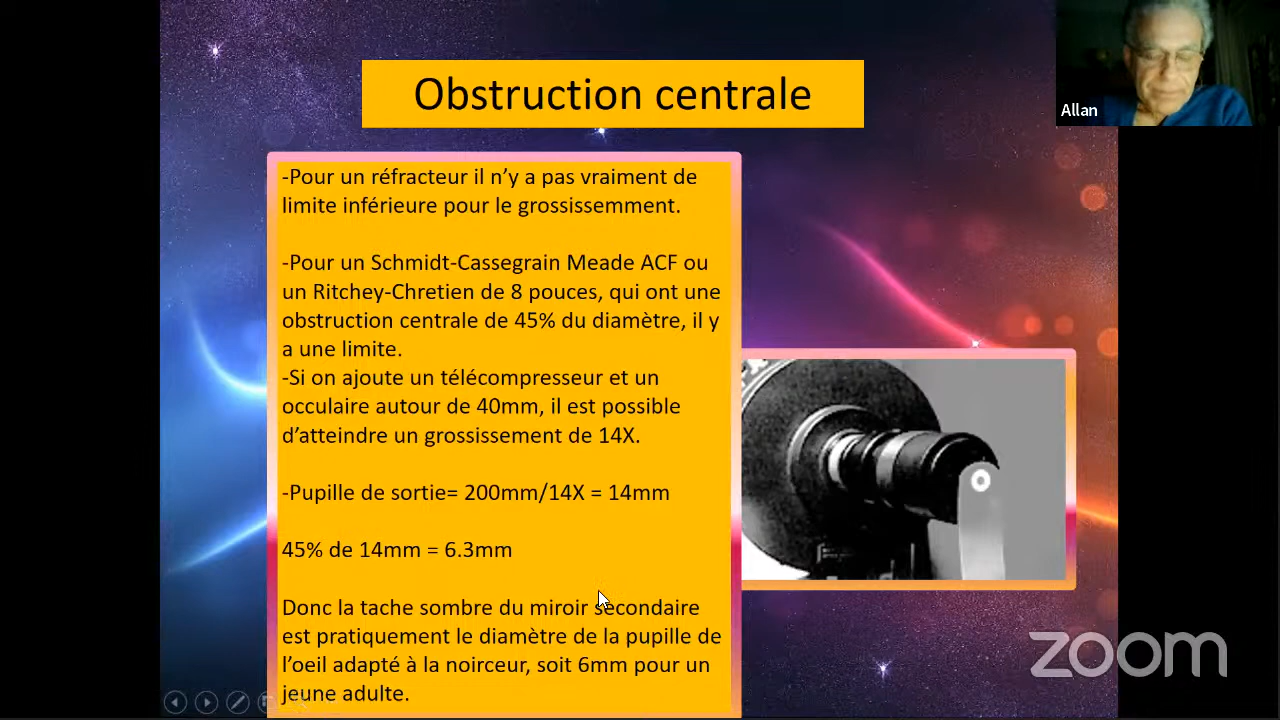 Obstruction centrale
Allan
-Pour un réfracteur il n’y a pas vraiment de
limite inférieure pour le grossissemment.
-Pour un Schmidt-Cassegrain Meade ACF ou
un Ritchey-Chretien de 8 pouces, qui ont une
obstruction centrale de 45% du diamètre, il y
a une limite.
-Si on ajoute un télécompresseur et un
occulaire autour de 40mm, il est possible
d’atteindre un grossissement de 14X.
-Pupille de sortie= 200mm/14X = 14mm
45% de 14mm = 6.3mm
Donc la tache sombre du miroir secondaire
est pratiquement le diamètre de la pupille de
l’oeil adapté à la noirceur, soit 6mm pour un
jeune adulte.
zoom